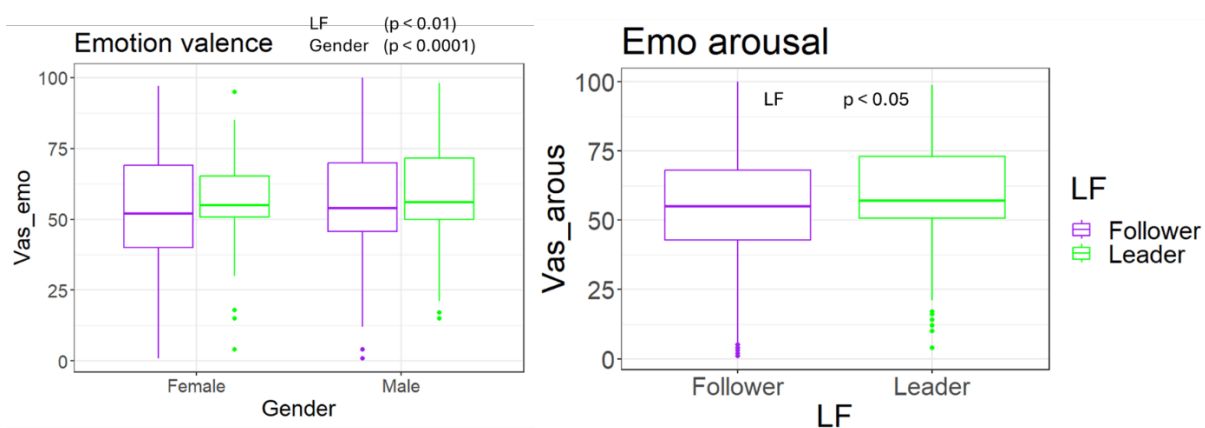 LF (p < 0.01)
Emotion valence
Gender (p < 0.0001)
100
75
50
25
0
Vas_emo
Female Male
Gender
Emo arousal
LF p < 0.05
100
75
50
25
0
Vas_arous
Follower Leader
LF
LF
Follower
Leader